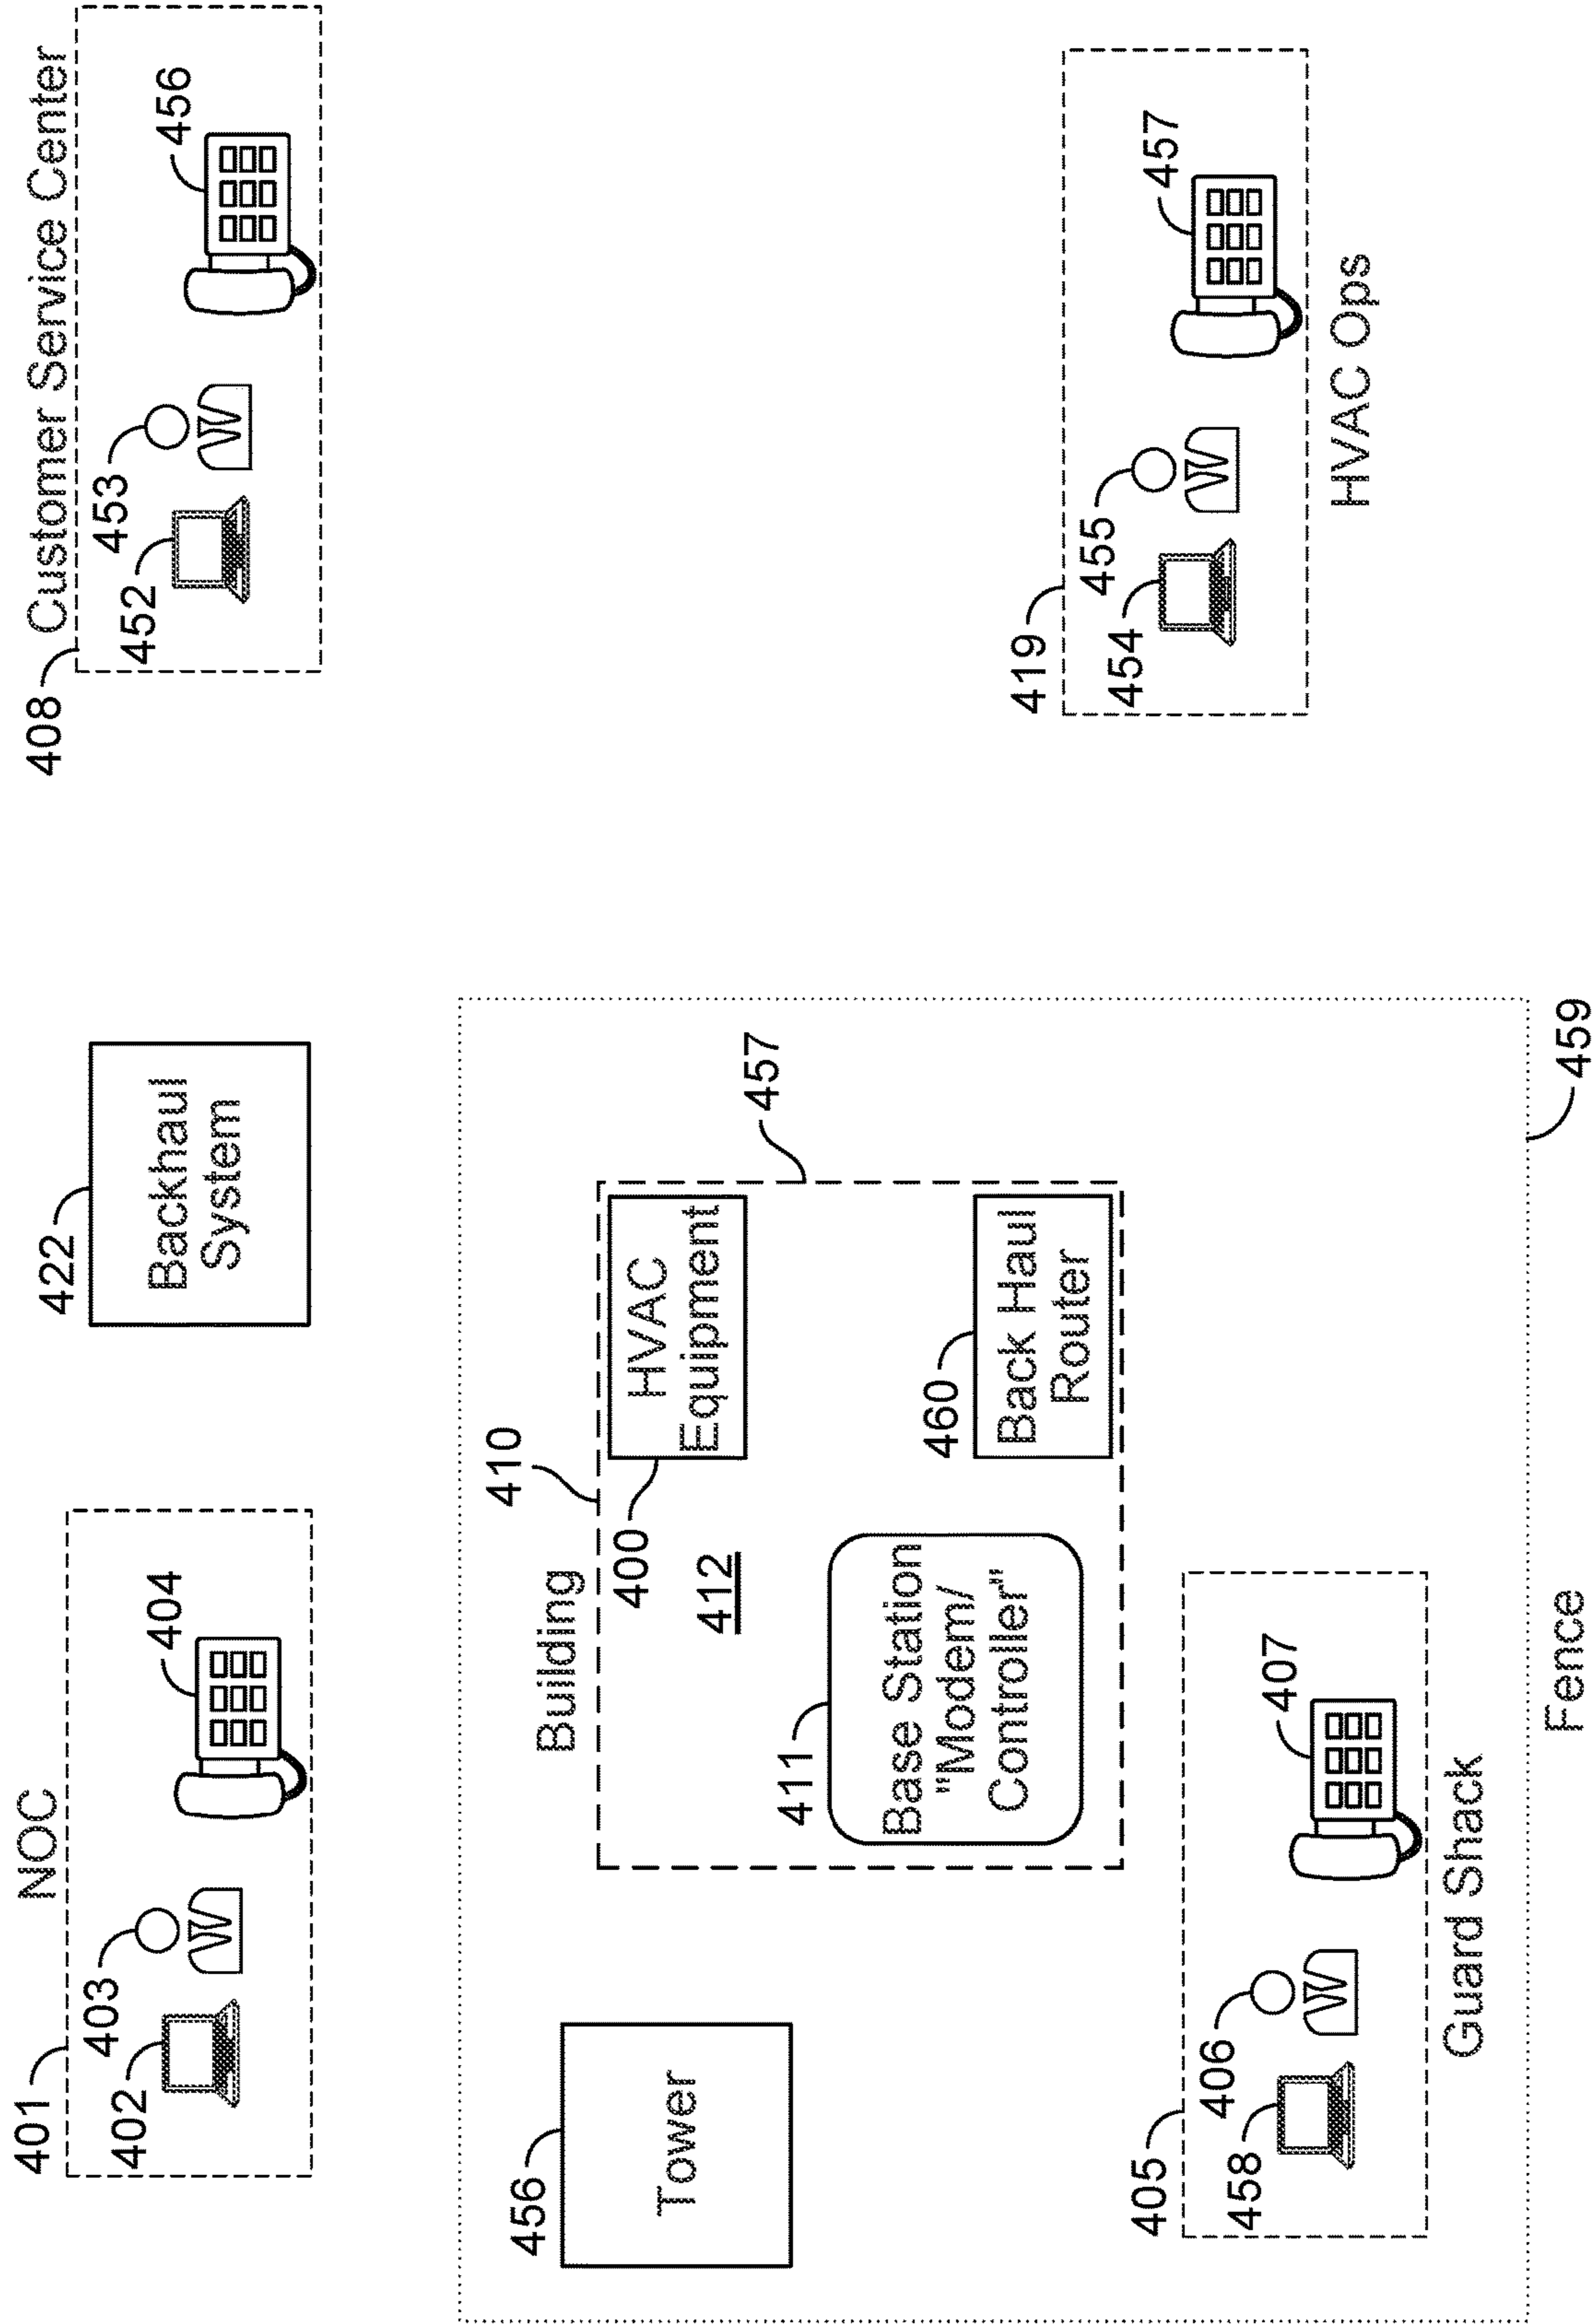 NOC
401
402
403
404
422
Backhaul
System
408
Customer Service Center
452
453
456
456
Tower
Building
410
457
400
HVAC
Equipment
412
411
Base Station
"Modem/
Controller"
460
Back Haul
Router
405
458
406
407
Guard Shack
Fence
459
419
454
455
457
HVAC Ops